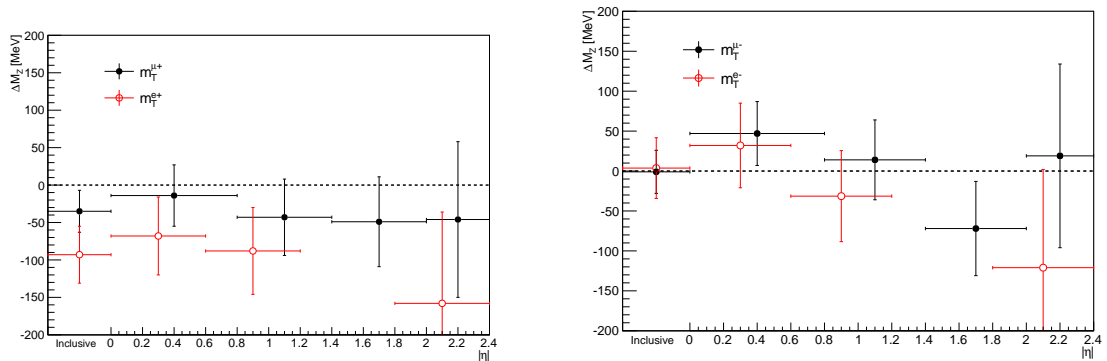 ΔM_Z [MeV]
200
150
100
50
0
-50
-100
-150
-200
m_T^{μ+}
m_T^{e+}
Inclusive 0 0.2 0.4 0.6 0.8 1 1.2 1.4 1.6 1.8 2 2.2 2.4
|η|
ΔM_Z [MeV]
200
150
100
50
0
-50
-100
-150
-200
m_T^{μ-}
m_T^{e-}
Inclusive 0 0.2 0.4 0.6 0.8 1 1.2 1.4 1.6 1.8 2 2.2 2.4
|η|